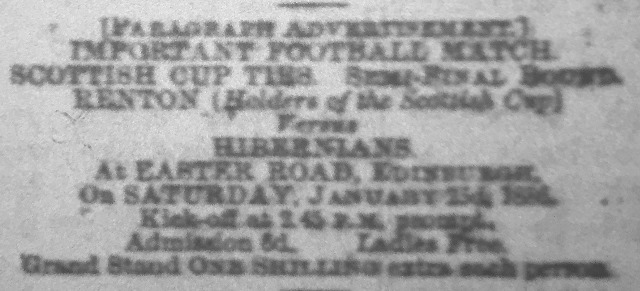 [PARAGRAPH ADVERTISEMENT.]
IMPORTANT FOOTBALL MATCH.
SCOTTISH CUP TIES. SEMI-FINAL ROUND.
RENTON (Holders of the Scottish Cup)
Versus
HIBERNIANS.
At EASTER ROAD, EDINBURGH,
On SATURDAY, JANUARY 23d, 1886.
Kick-off at 2.45 P.M. prompt.
Admission 6d. Ladies Free.
Grand Stand ONE SHILLING extra each person.